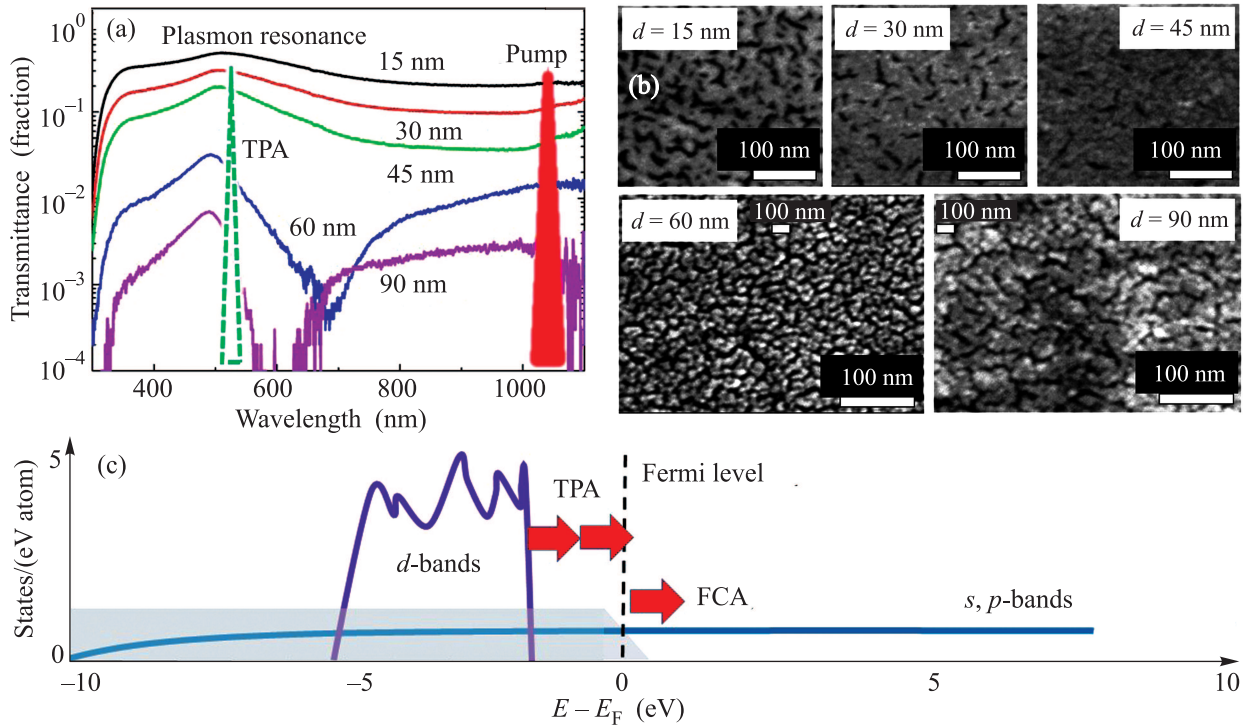 (a)
Plasmon resonance
Pump
15 nm
30 nm
TPA
45 nm
60 nm
90 nm
Transmittance (fraction)
10⁰
10⁻¹
10⁻²
10⁻³
10⁻⁴
400
600
800
1000
Wavelength (nm)
(b)
d = 15 nm
100 nm
d = 30 nm
100 nm
d = 45 nm
100 nm
d = 60 nm
100 nm
100 nm
100 nm
d = 90 nm
100 nm
(c)
States/(eV atom)
5
0
d-bands
TPA
Fermi level
FCA
s, p-bands
−10
−5
0
5
10
E – E_F (eV)